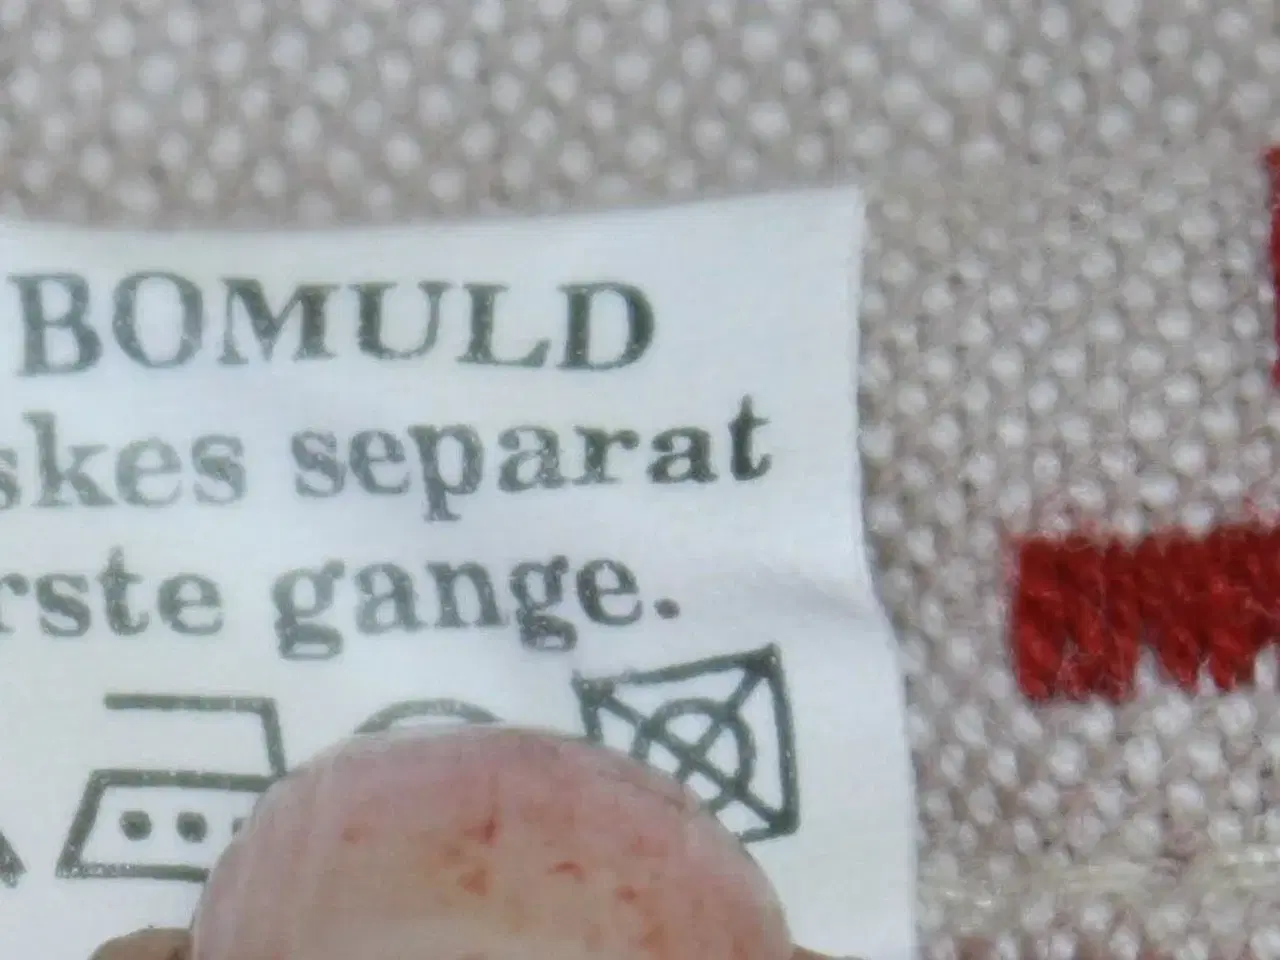 BOMULD
skes separat
rste gange.